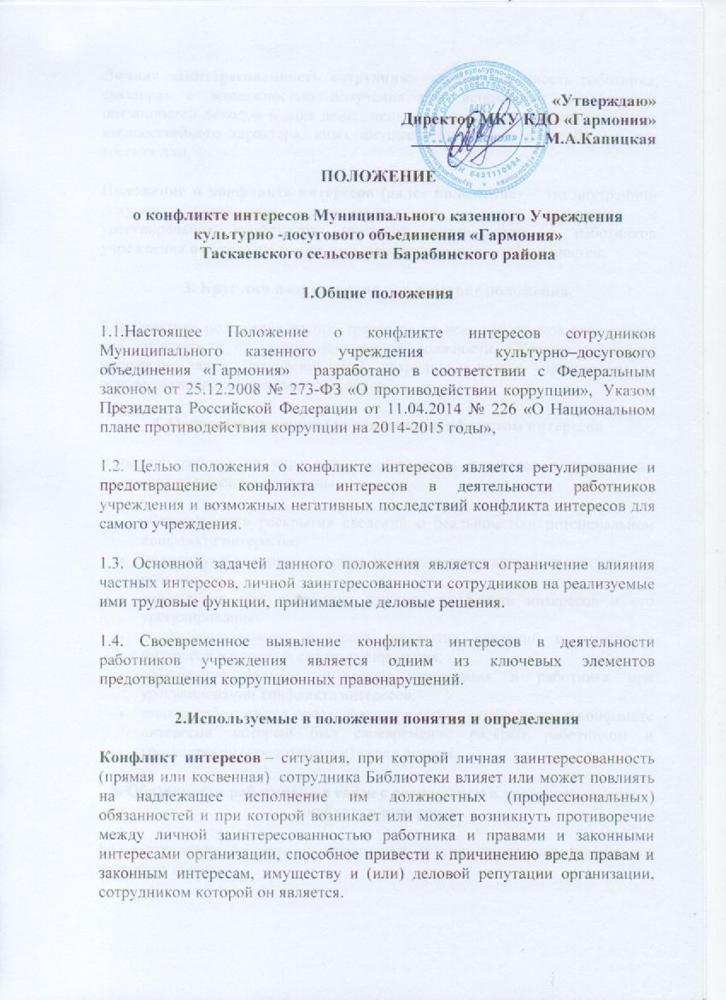 «Утверждаю»
Директор МКУ КДО «Гармония»
М.А.Капицкая
ПОЛОЖЕНИЕ
о конфликте интересов Муниципального казенного Учреждения
культурно -досугового объединения «Гармония»
Таскаевского сельсовета Барабинского района
1.Общие положения
1.1.Настоящее Положение о конфликте интересов сотрудников
Муниципального казенного учреждения культурно–досугового
объединения «Гармония» разработано в соответствии с Федеральным
законом от 25.12.2008 № 273-ФЗ «О противодействии коррупции», Указом
Президента Российской Федерации от 11.04.2014 № 226 «О Национальном
плане противодействия коррупции на 2014-2015 годы»,
1.2. Целью положения о конфликте интересов является регулирование и
предотвращение конфликта интересов в деятельности работников
учреждения и возможных негативных последствий конфликта интересов для
самого учреждения.
1.3. Основной задачей данного положения является ограничение влияния
частных интересов, личной заинтересованности сотрудников на реализуемые
ими трудовые функции, принимаемые деловые решения.
1.4. Своевременное выявление конфликта интересов в деятельности
работников учреждения является одним из ключевых элементов
предотвращения коррупционных правонарушений.
2.Используемые в положении понятия и определения
Конфликт интересов – ситуация, при которой личная заинтересованность
(прямая или косвенная) сотрудника Библиотеки влияет или может повлиять
на надлежащее исполнение им должностных (профессиональных)
обязанностей и при которой возникает или может возникнуть противоречие
между личной заинтересованностью работника и правами и законными
интересами организации, способное привести к причинению вреда правам и
законным интересам, имуществу и (или) деловой репутации организации,
сотрудником которой он является.